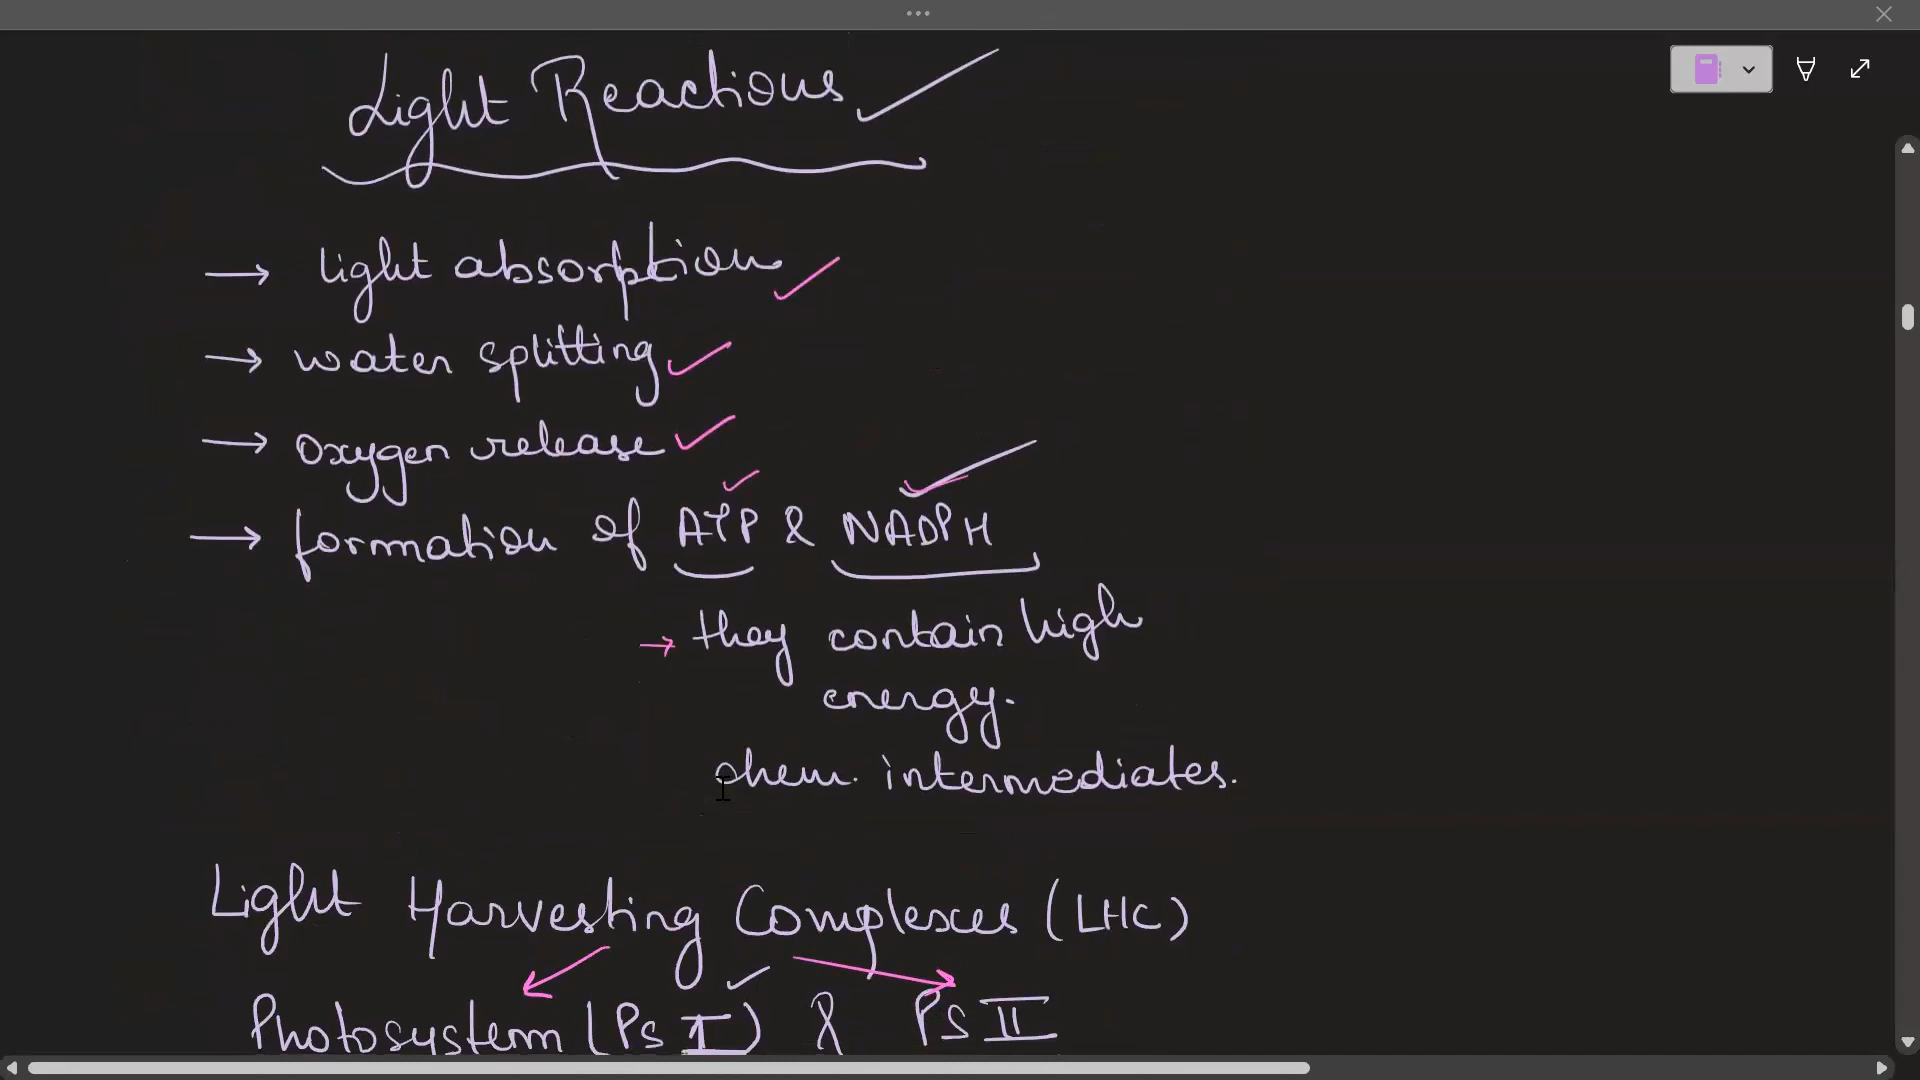 Light Reactions
→ light absorption
→ water splitting
→ oxygen release
→ formation of ATP & NADPH
→ they contain high
energy.
chem. intermediates.
Light Harvesting Complexes (LHC)
Photosystem (Ps I) & Ps II